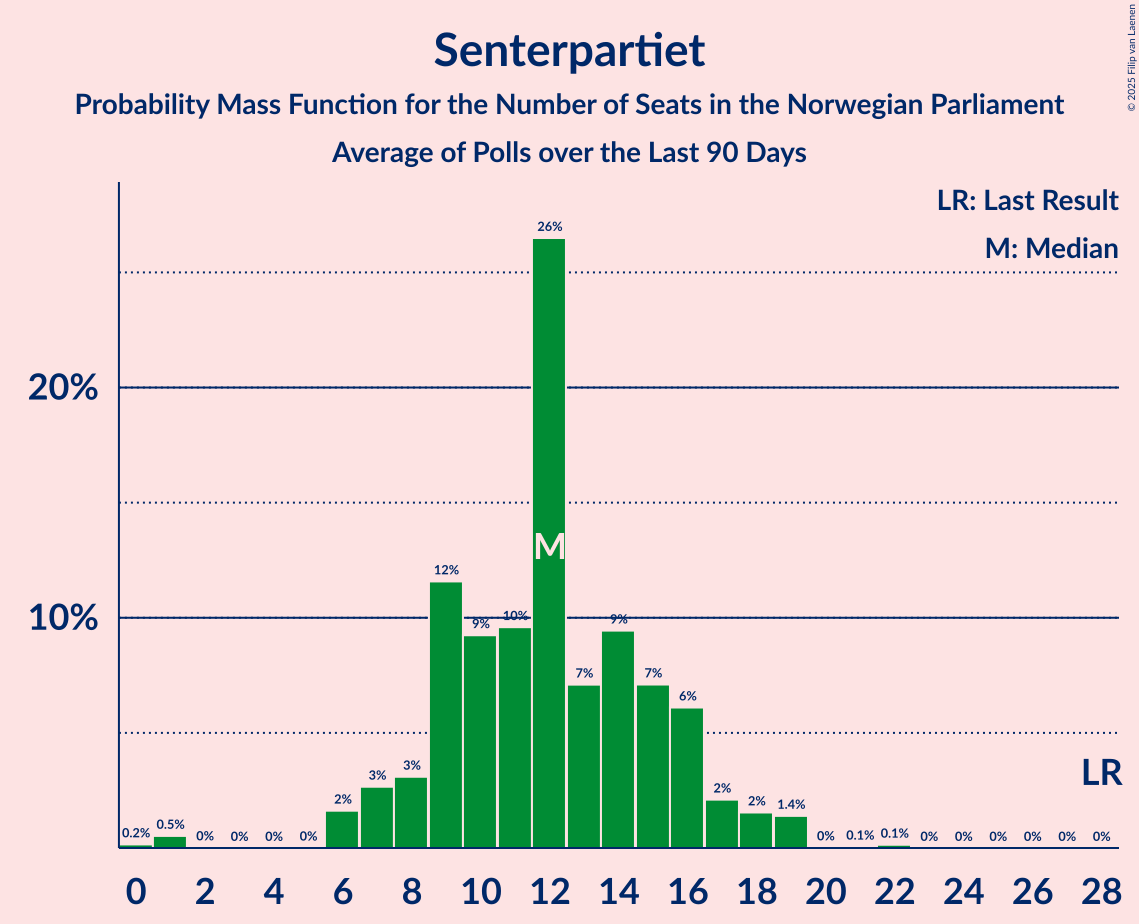 Senterpartiet
Probability Mass Function for the Number of Seats in the Norwegian Parliament
Average of Polls over the Last 90 Days
© 2025 Filip van Laenen
LR: Last Result
M: Median
20%
10%
0.2% 0.5% 0% 0% 0% 0% 2% 3% 3% 12% 9% 10% 26% 7% 9% 7% 6% 2% 2% 1.4% 0% 0.1% 0.1% 0% 0% 0% 0% 0% 0%
M
LR
0 2 4 6 8 10 12 14 16 18 20 22 24 26 28